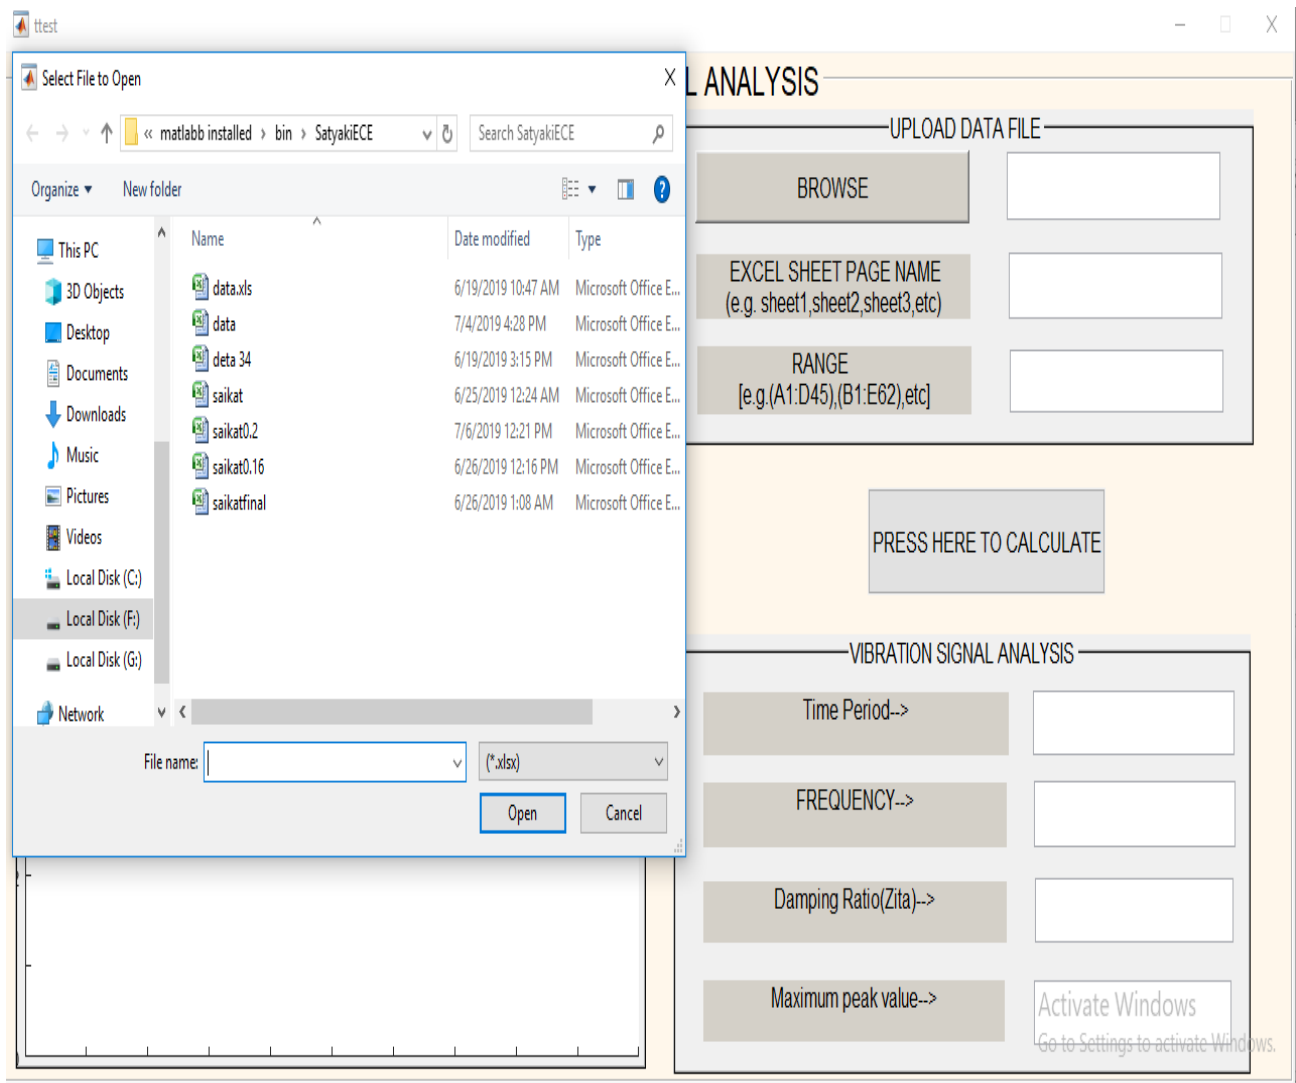 ttest
Select File to Open
« matlabb installed › bin › SatyakiECE
Search SatyakiECE
Organize
New folder
This PC
3D Objects
Desktop
Documents
Downloads
Music
Pictures
Videos
Local Disk (C:)
Local Disk (F:)
Local Disk (G:)
Network
Name Date modified Type
data.xls 6/19/2019 10:47 AM Microsoft Office E...
data 7/4/2019 4:28 PM Microsoft Office E...
deta 34 6/19/2019 3:15 PM Microsoft Office E...
saikat 6/25/2019 12:24 AM Microsoft Office E...
saikat0.2 7/6/2019 12:21 PM Microsoft Office E...
saikat0.16 6/26/2019 12:16 PM Microsoft Office E...
saikatfinal 6/26/2019 1:08 AM Microsoft Office E...
File name:
(*.xlsx)
Open
Cancel
L ANALYSIS
UPLOAD DATA FILE
BROWSE
EXCEL SHEET PAGE NAME
(e.g. sheet1,sheet2,sheet3,etc)
RANGE
[e.g.(A1:D45),(B1:E62),etc]
PRESS HERE TO CALCULATE
VIBRATION SIGNAL ANALYSIS
Time Period-->
FREQUENCY-->
Damping Ratio(Zita)-->
Maximum peak value-->
Activate Windows
Go to Settings to activate Windows.